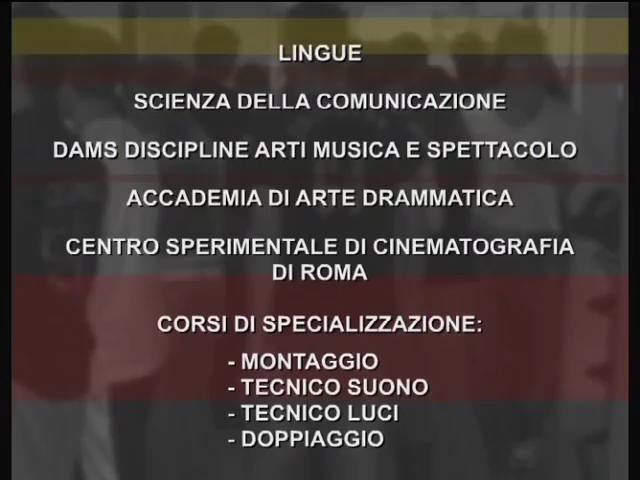 LINGUE
SCIENZA DELLA COMUNICAZIONE
DAMS DISCIPLINE ARTI MUSICA E SPETTACOLO
ACCADEMIA DI ARTE DRAMMATICA
CENTRO SPERIMENTALE DI CINEMATOGRAFIA
DI ROMA
CORSI DI SPECIALIZZAZIONE:
- MONTAGGIO
- TECNICO SUONO
- TECNICO LUCI
- DOPPIAGGIO